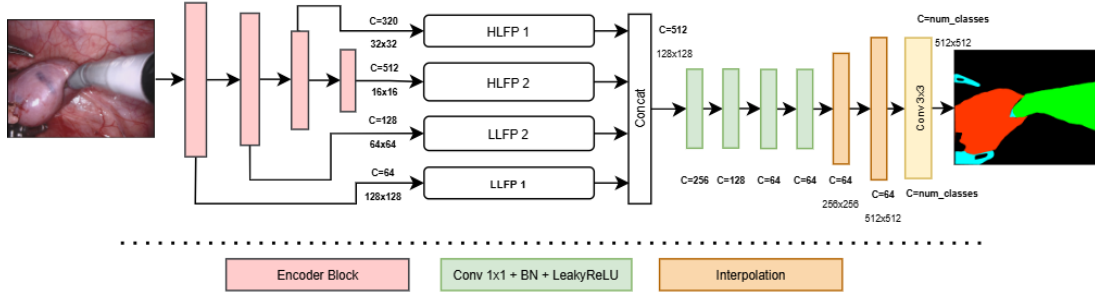 C=320
32x32
HLFP 1
C=512
16x16
HLFP 2
C=128
64x64
LLFP 2
C=64
128x128
LLFP 1
Concat
C=512
128x128
C=256
C=128
C=64
C=64
C=64
256x256
C=64
512x512
Conv 3x3
C=num_classes
512x512
C=num_classes
Encoder Block
Conv 1x1 + BN + LeakyReLU
Interpolation